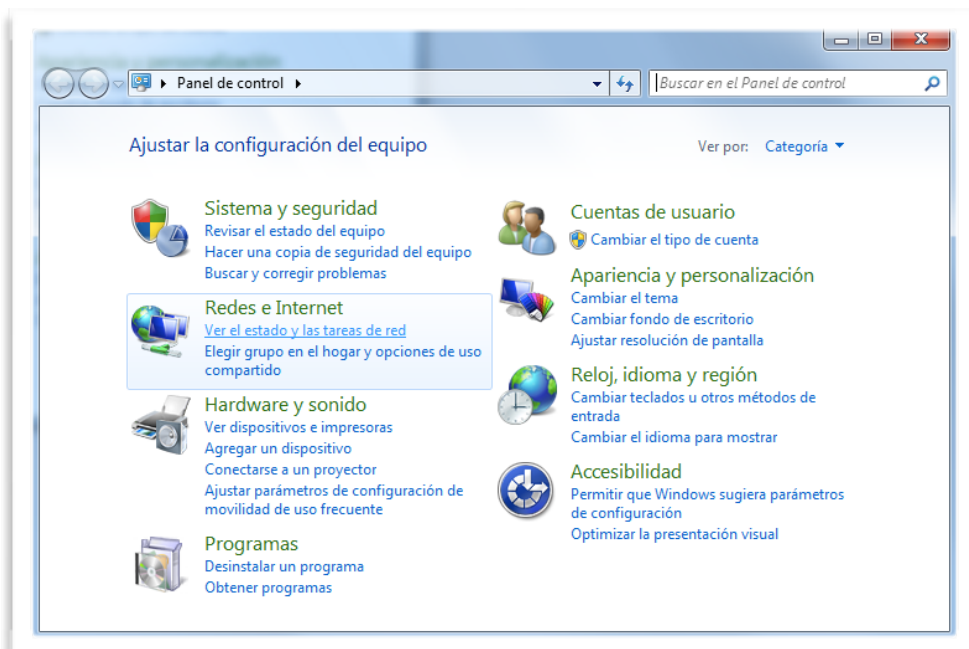 Panel de control
Buscar en el Panel de control
Ajustar la configuración del equipo
Ver por: Categoría
Sistema y seguridad
Revisar el estado del equipo
Hacer una copia de seguridad del equipo
Buscar y corregir problemas
Redes e Internet
Ver el estado y las tareas de red
Elegir grupo en el hogar y opciones de uso
compartido
Hardware y sonido
Ver dispositivos e impresoras
Agregar un dispositivo
Conectarse a un proyector
Ajustar parámetros de configuración de
movilidad de uso frecuente
Programas
Desinstalar un programa
Obtener programas
Cuentas de usuario
Cambiar el tipo de cuenta
Apariencia y personalización
Cambiar el tema
Cambiar fondo de escritorio
Ajustar resolución de pantalla
Reloj, idioma y región
Cambiar teclados u otros métodos de
entrada
Cambiar el idioma para mostrar
Accesibilidad
Permitir que Windows sugiera parámetros
de configuración
Optimizar la presentación visual